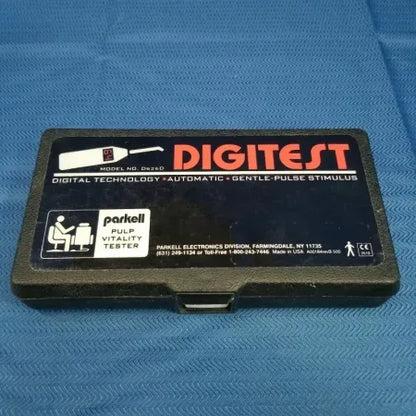 DIGITEST
MODEL NO. D626D
DIGITAL TECHNOLOGY • AUTOMATIC • GENTLE-PULSE STIMULUS
parkell
PULP
VITALITY
TESTER
PARKELL ELECTRONICS DIVISION, FARMINGDALE, NY 11735
(631) 249-1134 or Toll-Free 1-800-243-7446 Made in USA
CE